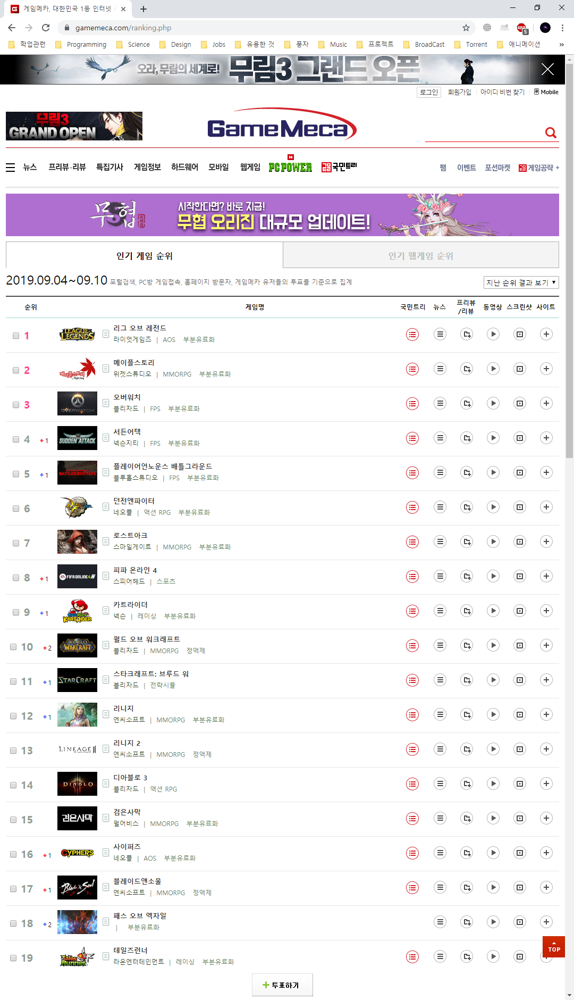 게임메카, 대한민국 1등 인터넷
gamemeca.com/ranking.php
ABP 5
학업관련 Programming Science Design Jobs 유용한 것 풍자 Music 프로젝트 BroadCast Torrent 애니메이션 »
오라, 무림의 세계로! 무림3 그랜드 오픈
로그인 회원가입 아이디 비번 찾기 Mobile
무림3
GRAND OPEN
GameMeca
뉴스 프리뷰·리뷰 특집기사 게임정보 하드웨어 모바일 웹게임 N PC POWER 국민트리 팸 이벤트 포션마켓 게임공략 +
시작한다면? 바로 지금!
무협 오리진 대규모 업데이트!
인기 게임 순위 인기 웹게임 순위
2019.09.04~09.10 포털검색, PC방 게임접속, 홈페이지 방문자, 게임메카 유저들의 투표를 기준으로 집계 지난 순위 결과 보기
순위 게임명 국민트리 뉴스 프리뷰 /리뷰 동영상 스크린샷 사이트
1 LEAGUE LEGENDS 리그 오브 레전드
라이엇게임즈 | AOS 부분유료화
2 메이플스토리 메이플스토리
위젯스튜디오 | MMORPG 부분유료화
3 OVERWATCH 오버워치
블리자드 | FPS 부분유료화
4 1 SUDDEN ATTACK 서든어택
넥슨지티 | FPS 부분유료화
5 1 BATTLEGROUNDS 플레이어언노운스 배틀그라운드
블루홀스튜디오 | FPS 부분유료화
6 던전앤파이터
네오플 | 액션 RPG 부분유료화
7 로스트아크
스마일게이트 | MMORPG 부분유료화
8 1 FIFA ONLINE 4 피파 온라인 4
스피어헤드 | 스포츠
9 1 KARTRIDER 카트라이더
넥슨 | 레이싱 부분유료화
10 2 WORLD WARCRAFT 월드 오브 워크래프트
블리자드 | MMORPG 정액제
11 1 STARCRAFT 스타크래프트: 브루드 워
블리자드 | 전략시뮬
12 1 리니지
엔씨소프트 | MMORPG 부분유료화
13 LINEAGE II 리니지 2
엔씨소프트 | MMORPG 정액제
14 DIABLO 디아블로 3
블리자드 | 액션 RPG
15 검은사막 검은사막
펄어비스 | MMORPG 부분유료화
16 1 CYPHERS 사이퍼즈
네오플 | AOS 부분유료화
17 1 Blade & Soul 블레이드앤소울
엔씨소프트 | MMORPG 정액제
18 2 패스 오브 엑자일
| 부분유료화
19 Tales Runner 테일즈런너
라온엔터테인먼트 | 레이싱 부분유료화
TOP
투표하기